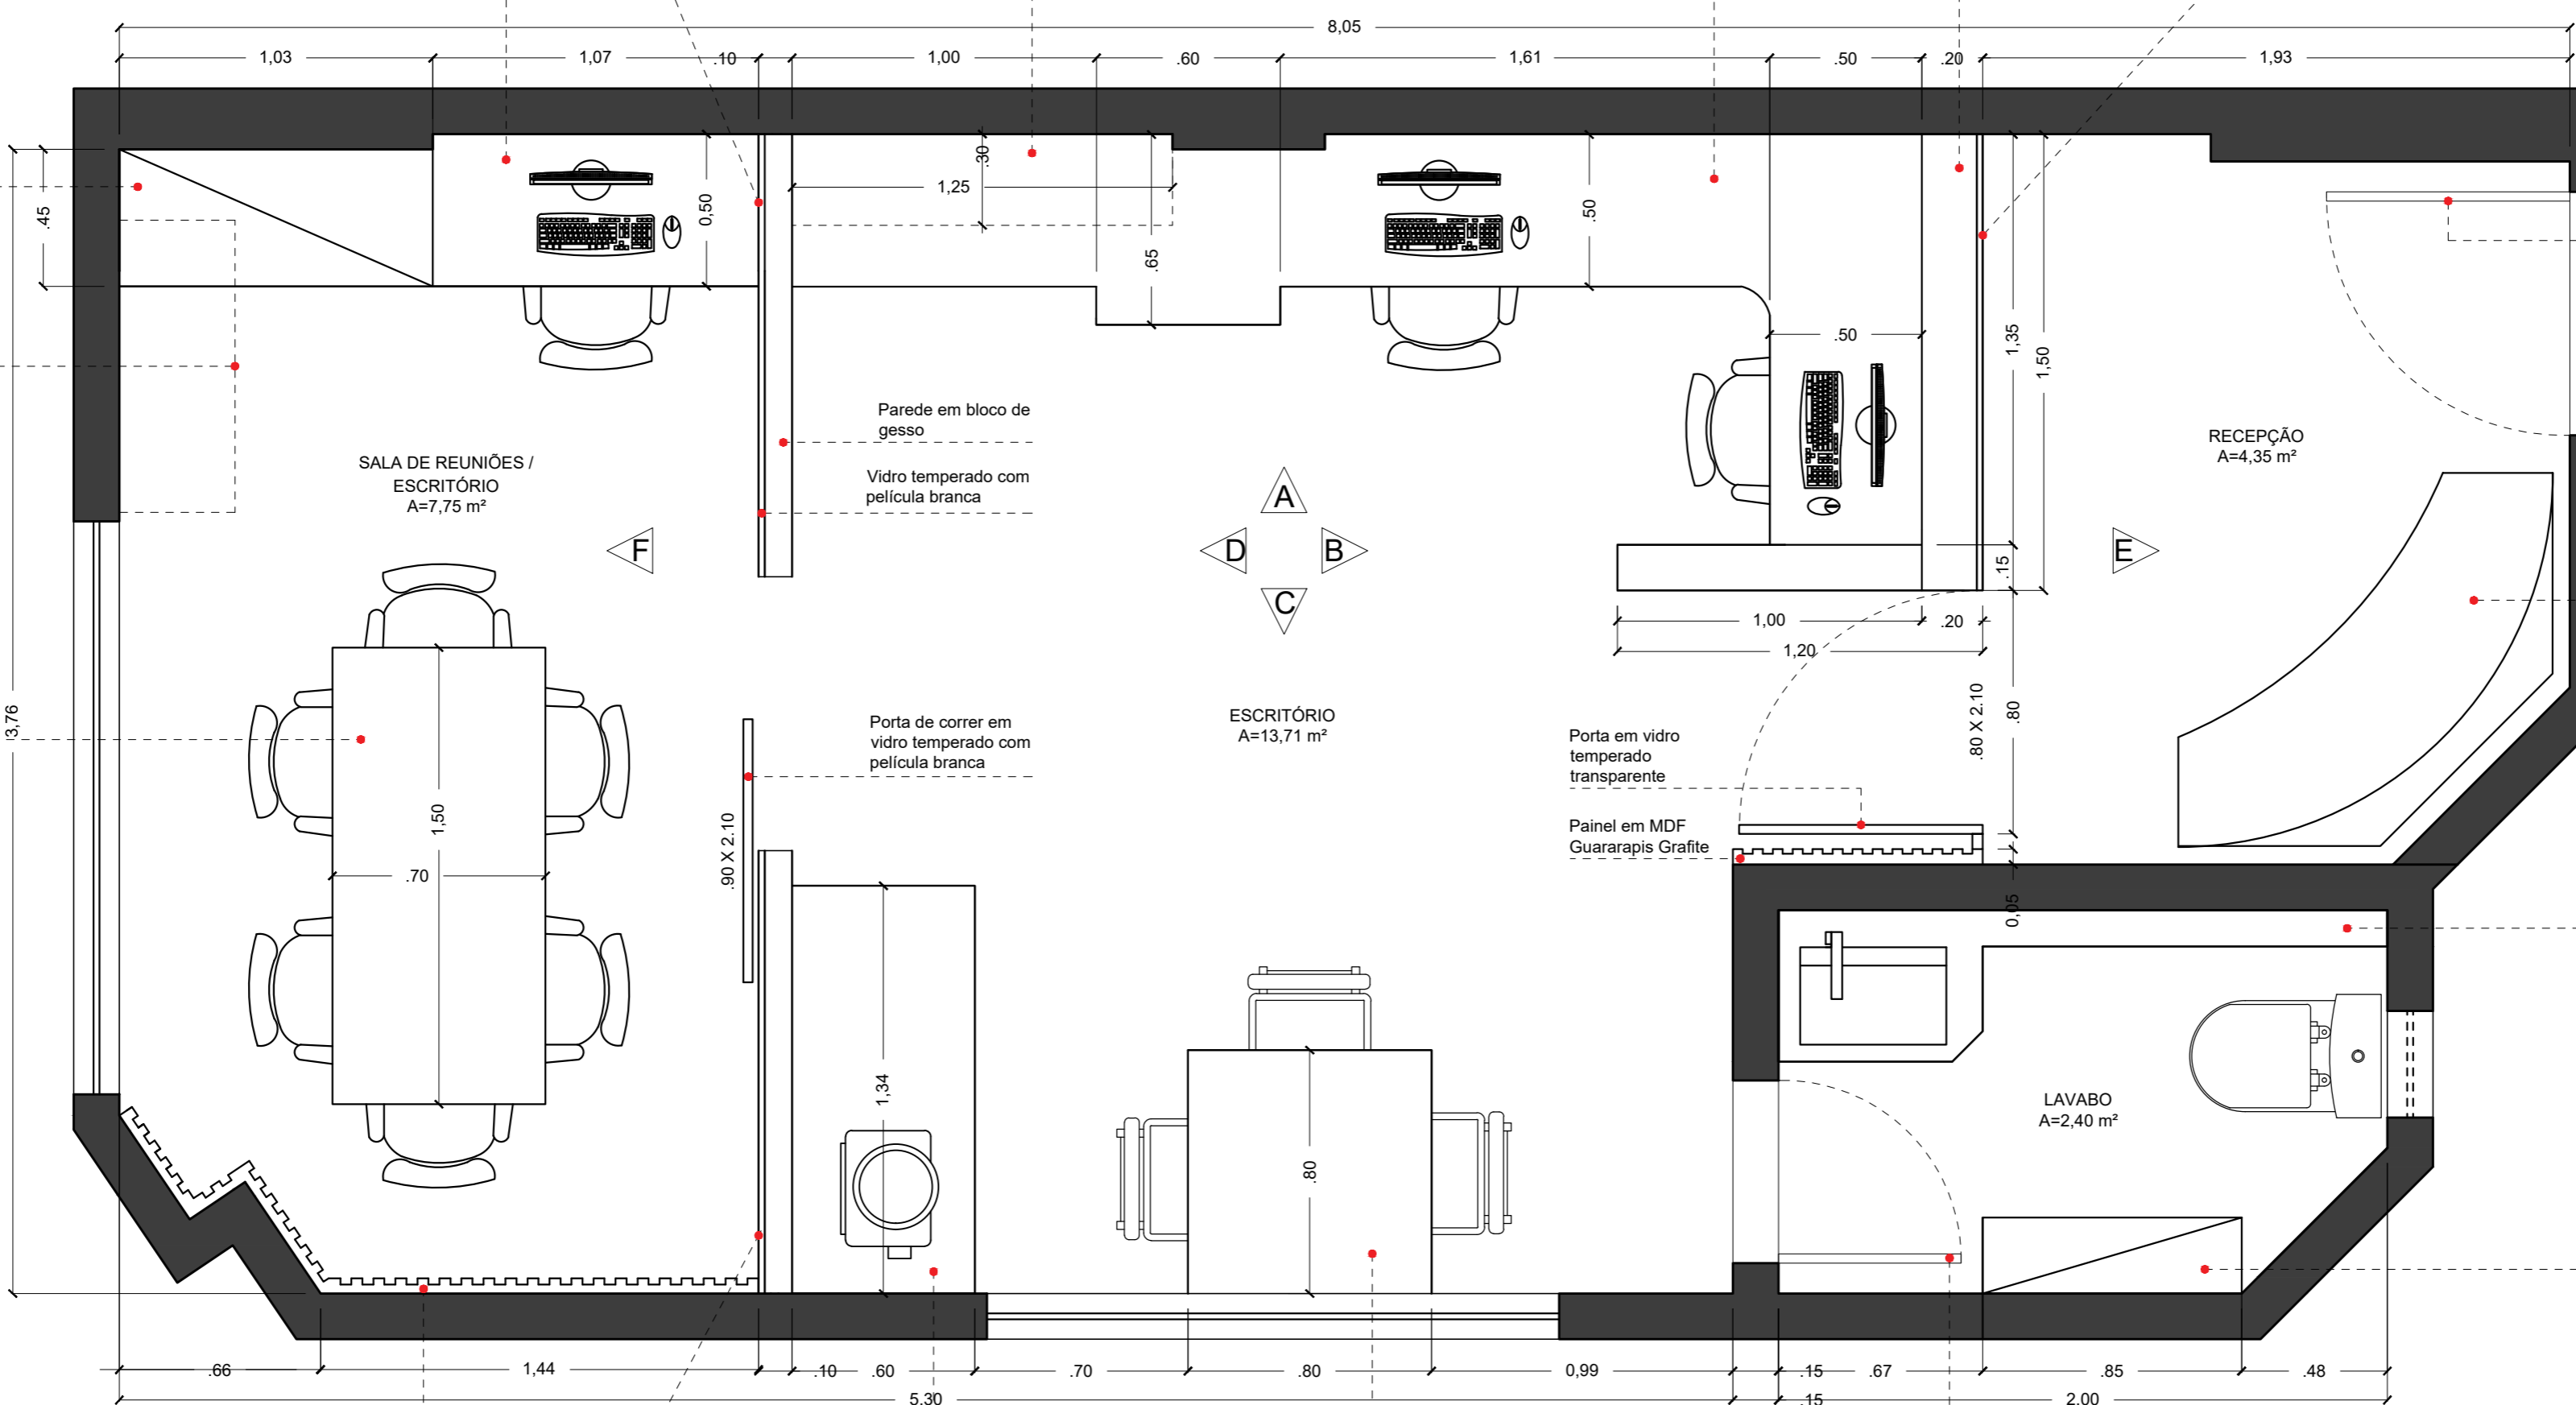 8,05
1,03
1,07
.10
1,00
.60
1,61
.50
.20
1,93
.45
0,50
.30
1,25
.65
.50
.50
1,35
1,50
Parede em bloco de
gesso
Vidro temperado com
película branca
SALA DE REUNIÕES /
ESCRITÓRIO
A=7,75 m²
RECEPÇÃO
A=4,35 m²
A
F
D
B
C
E
.15
1,00
.20
1,20
3,76
.80 X 2.10
.80
Porta de correr em
vidro temperado com
película branca
ESCRITÓRIO
A=13,71 m²
Porta em vidro
temperado
transparente
Painel em MDF
Guararapis Grafite
1,50
.70
.90 X 2.10
0,05
1,34
.80
LAVABO
A=2,40 m²
.66
1,44
.10
.60
.70
.80
0,99
.15
.67
.85
.48
5,30
.15
2,00